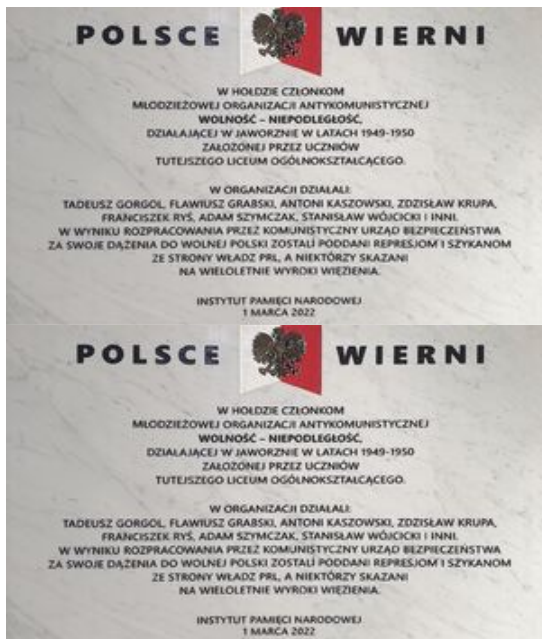 POLSCE WIERNI
W HOŁDZIE CZŁONKOM
MŁODZIEŻOWEJ ORGANIZACJI ANTYKOMUNISTYCZNEJ
WOLNOŚĆ – NIEPODLEGŁOŚĆ,
DZIAŁAJĄCEJ W JAWORZNIE W LATACH 1949-1950
ZAŁOŻONEJ PRZEZ UCZNIÓW
TUTEJSZEGO LICEUM OGÓLNOKSZTAŁCĄCEGO.
W ORGANIZACJI DZIAŁALI:
TADEUSZ GORGOL, FLAWIUSZ GRABSKI, ANTONI KASZOWSKI, ZDZISŁAW KRUPA,
FRANCISZEK RYŚ, ADAM SZYMCZAK, STANISŁAW WÓJCICKI I INNI.
W WYNIKU ROZPRACOWANIA PRZEZ KOMUNISTYCZNY URZĄD BEZPIECZEŃSTWA
ZA SWOJE DĄŻENIA DO WOLNEJ POLSKI ZOSTALI PODDANI REPRESJOM I SZYKANOM
ZE STRONY WŁADZ PRL, A NIEKTÓRZY SKAZANI
NA WIELOLETNIE WYROKI WIĘZIENIA.
INSTYTUT PAMIĘCI NARODOWEJ
1 MARCA 2022
POLSCE WIERNI
W HOŁDZIE CZŁONKOM
MŁODZIEŻOWEJ ORGANIZACJI ANTYKOMUNISTYCZNEJ
WOLNOŚĆ – NIEPODLEGŁOŚĆ,
DZIAŁAJĄCEJ W JAWORZNIE W LATACH 1949-1950
ZAŁOŻONEJ PRZEZ UCZNIÓW
TUTEJSZEGO LICEUM OGÓLNOKSZTAŁCĄCEGO.
W ORGANIZACJI DZIAŁALI:
TADEUSZ GORGOL, FLAWIUSZ GRABSKI, ANTONI KASZOWSKI, ZDZISŁAW KRUPA,
FRANCISZEK RYŚ, ADAM SZYMCZAK, STANISŁAW WÓJCICKI I INNI.
W WYNIKU ROZPRACOWANIA PRZEZ KOMUNISTYCZNY URZĄD BEZPIECZEŃSTWA
ZA SWOJE DĄŻENIA DO WOLNEJ POLSKI ZOSTALI PODDANI REPRESJOM I SZYKANOM
ZE STRONY WŁADZ PRL, A NIEKTÓRZY SKAZANI
NA WIELOLETNIE WYROKI WIĘZIENIA.
INSTYTUT PAMIĘCI NARODOWEJ
1 MARCA 2022